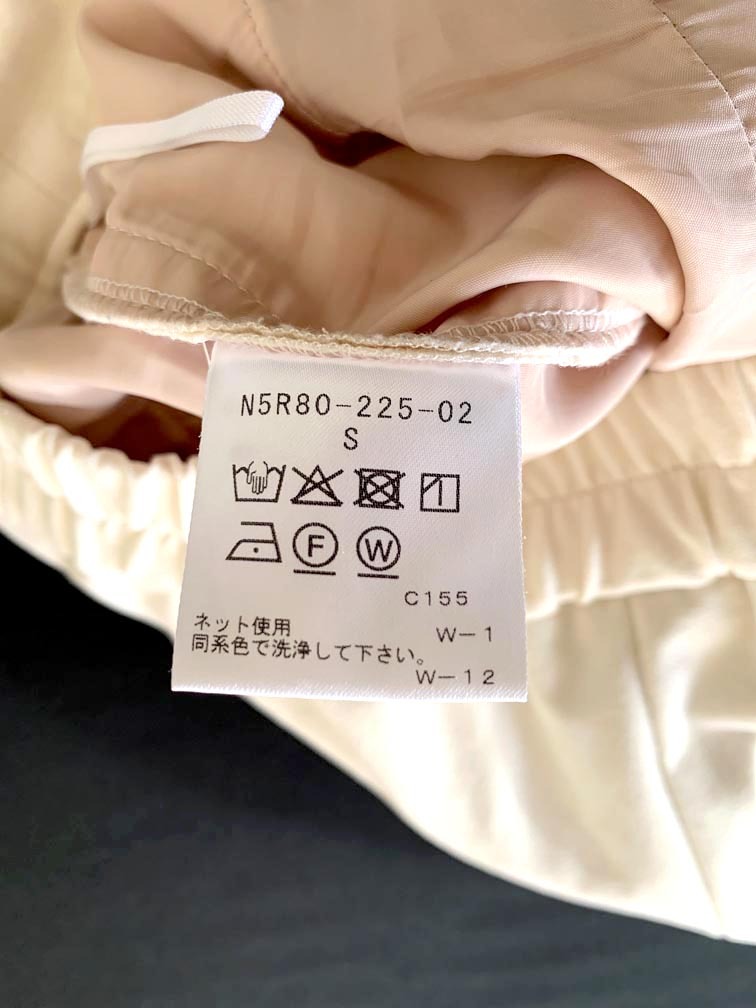 N5R80-225-02
S
F W
C155
ネット使用
W-1
同系色で洗浄して下さい。
W-12